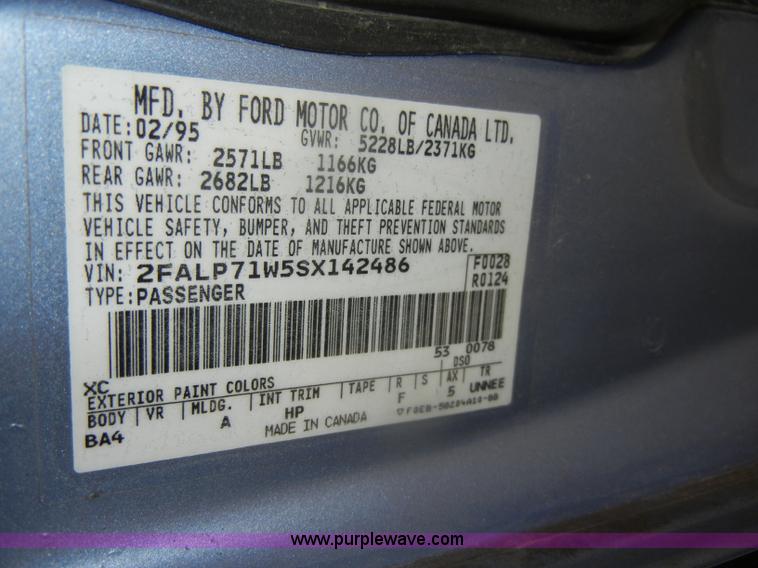 MFD. BY FORD MOTOR CO. OF CANADA LTD.
DATE: 02/95 GVWR: 5228LB/2371KG
FRONT GAWR: 2571LB 1166KG
REAR GAWR: 2682LB 1216KG
THIS VEHICLE CONFORMS TO ALL APPLICABLE FEDERAL MOTOR
VEHICLE SAFETY, BUMPER, AND THEFT PREVENTION STANDARDS
IN EFFECT ON THE DATE OF MANUFACTURE SHOWN ABOVE.
VIN: 2FALP71W5SX142486 F0028
TYPE: PASSENGER R0124
53 0078
XC DSO
EXTERIOR PAINT COLORS
BODY VR MLDG. INT TRIM TAPE R S AX TR
BA4 A HP F 5 UNNEE
MADE IN CANADA
www.purplewave.com